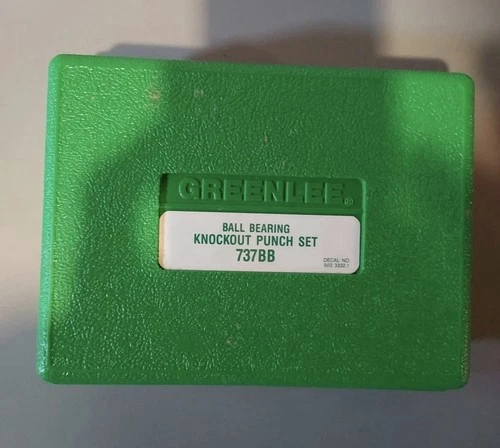 GREENLEE®
BALL BEARING
KNOCKOUT PUNCH SET
737BB
DECAL NO.